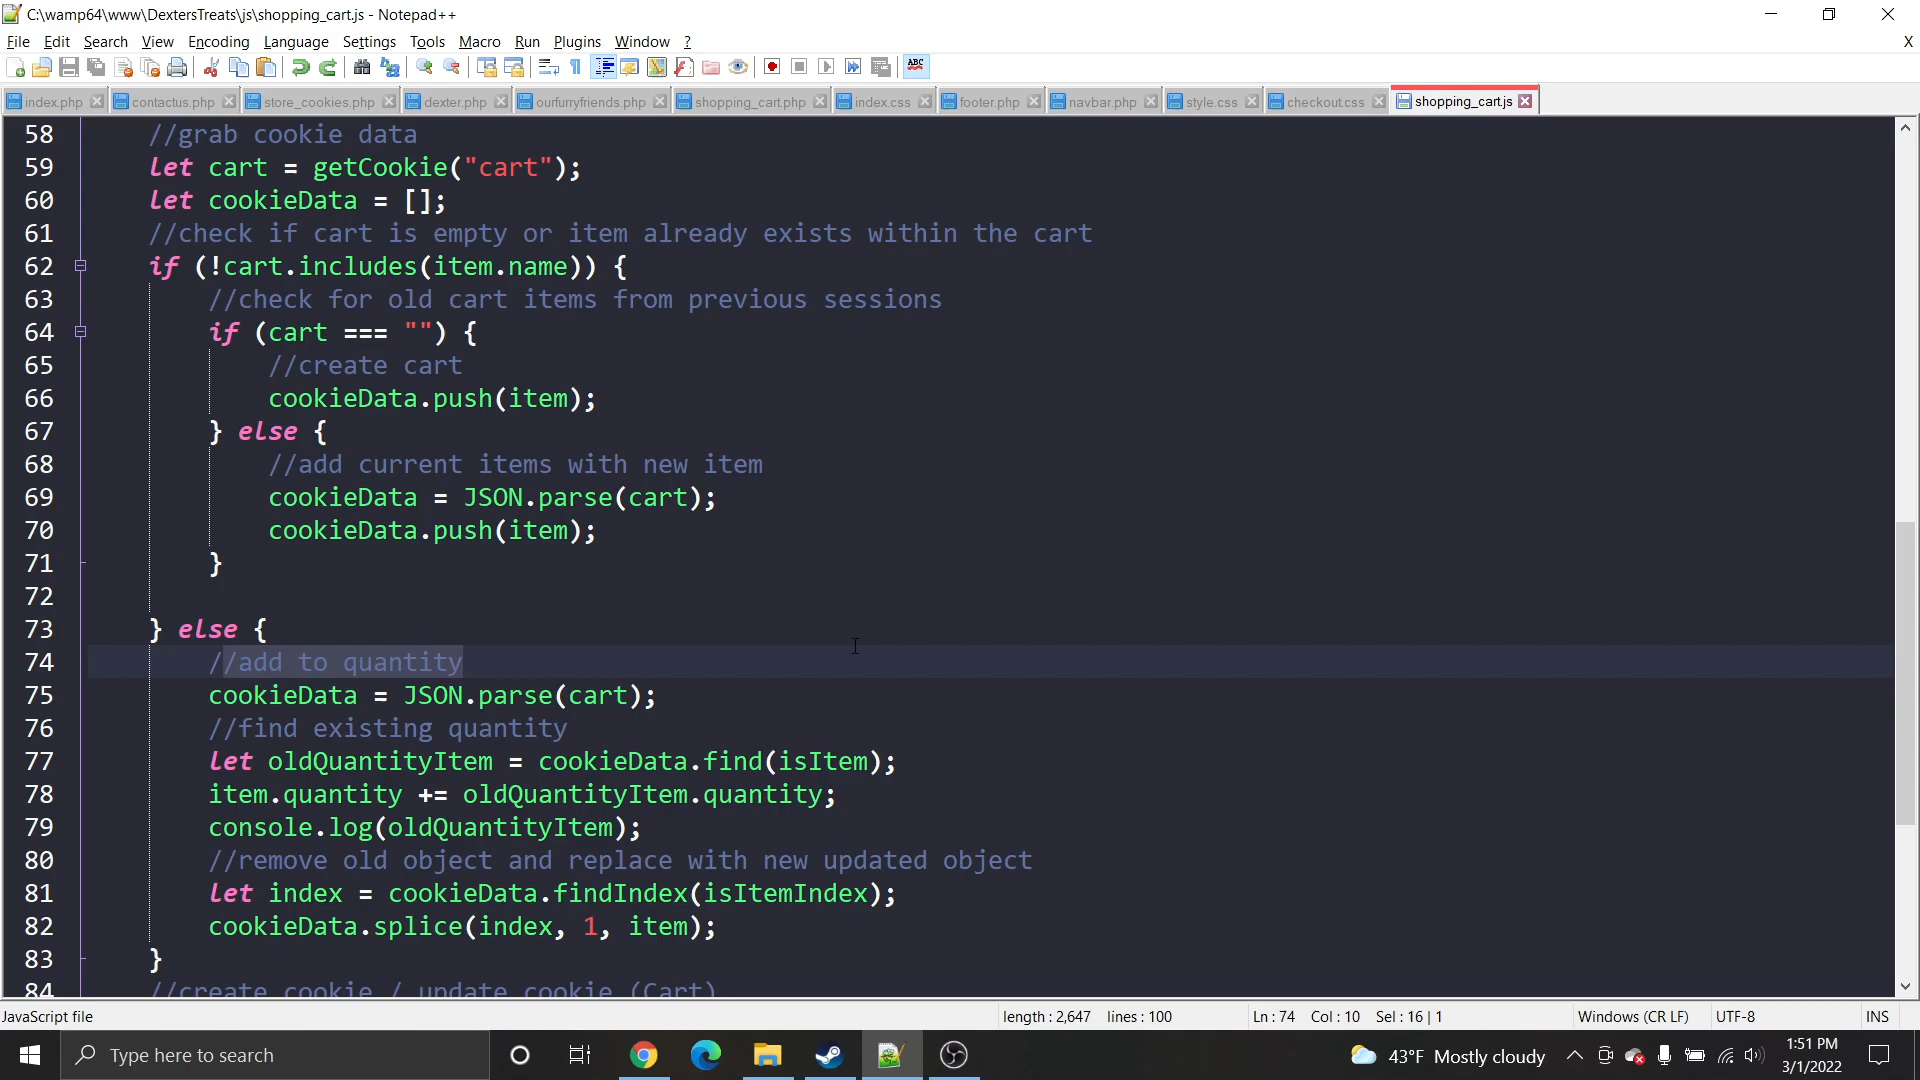 C:\wamp64\www\DextersTreats\js\shopping_cart.js - Notepad++
File Edit Search View Encoding Language Settings Tools Macro Run Plugins Window ? X
ABC
index.php contactus.php store_cookies.php dexter.php ourfurryfriends.php shopping_cart.php index.css footer.php navbar.php style.css checkout.css shopping_cart.js
58 //grab cookie data
59 let cart = getCookie("cart");
60 let cookieData = [];
61 //check if cart is empty or item already exists within the cart
62 if (!cart.includes(item.name)) {
63 //check for old cart items from previous sessions
64 if (cart === "") {
65 //create cart
66 cookieData.push(item);
67 } else {
68 //add current items with new item
69 cookieData = JSON.parse(cart);
70 cookieData.push(item);
71 }
72
73 } else {
74 //add to quantity
75 cookieData = JSON.parse(cart);
76 //find existing quantity
77 let oldQuantityItem = cookieData.find(isItem);
78 item.quantity += oldQuantityItem.quantity;
79 console.log(oldQuantityItem);
80 //remove old object and replace with new updated object
81 let index = cookieData.findIndex(isItemIndex);
82 cookieData.splice(index, 1, item);
83 }
84 //create cookie / update cookie (Cart)
JavaScript file length : 2,647 lines : 100 Ln : 74 Col : 10 Sel : 16 | 1 Windows (CR LF) UTF-8 INS
Type here to search 43°F Mostly cloudy 1:51 PM
3/1/2022